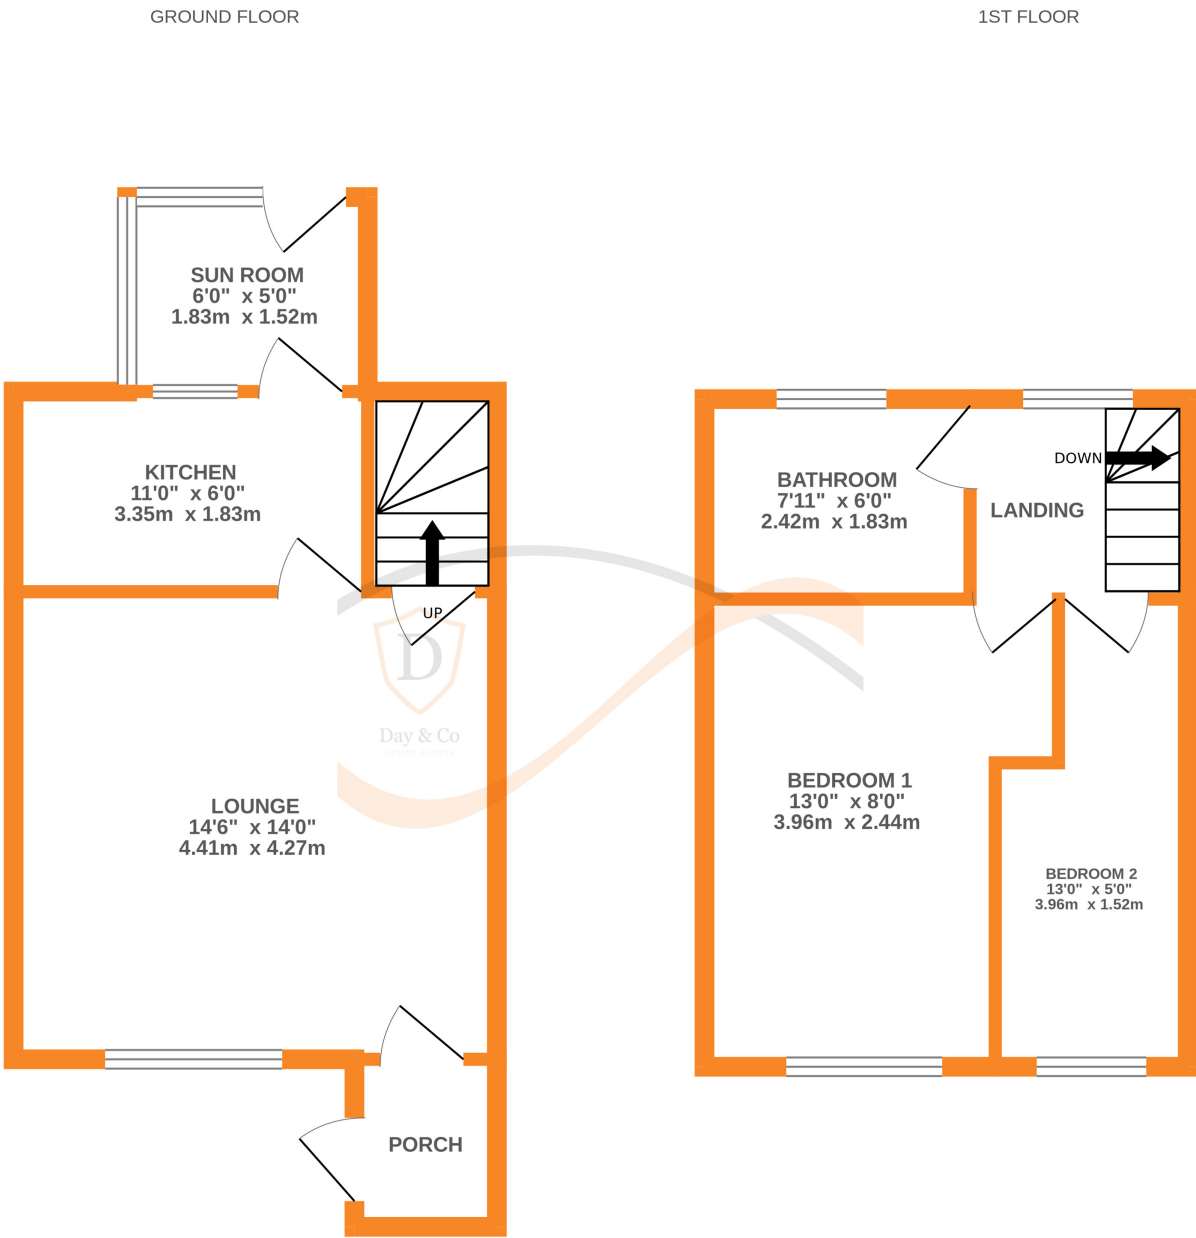 GROUND FLOOR
1ST FLOOR
SUN ROOM
6'0" x 5'0"
1.83m x 1.52m
KITCHEN
11'0" x 6'0"
3.35m x 1.83m
UP
D
Day & Co
ESTATE AGENTS
LOUNGE
14'6" x 14'0"
4.41m x 4.27m
PORCH
BATHROOM
7'11" x 6'0"
2.42m x 1.83m
DOWN
LANDING
BEDROOM 1
13'0" x 8'0"
3.96m x 2.44m
BEDROOM 2
13'0" x 5'0"
3.96m x 1.52m